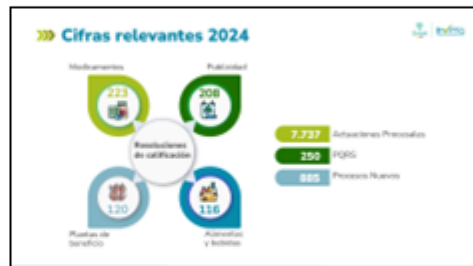 Cifras relevantes 2024
invima
Medicamentos
Publicidad
223
208
Resoluciones
de calificación
120
116
Plantas de
beneficio
Alimentos
y bebidas
7.737 Actuaciones Procesales
250 PQRS
885 Procesos Nuevos